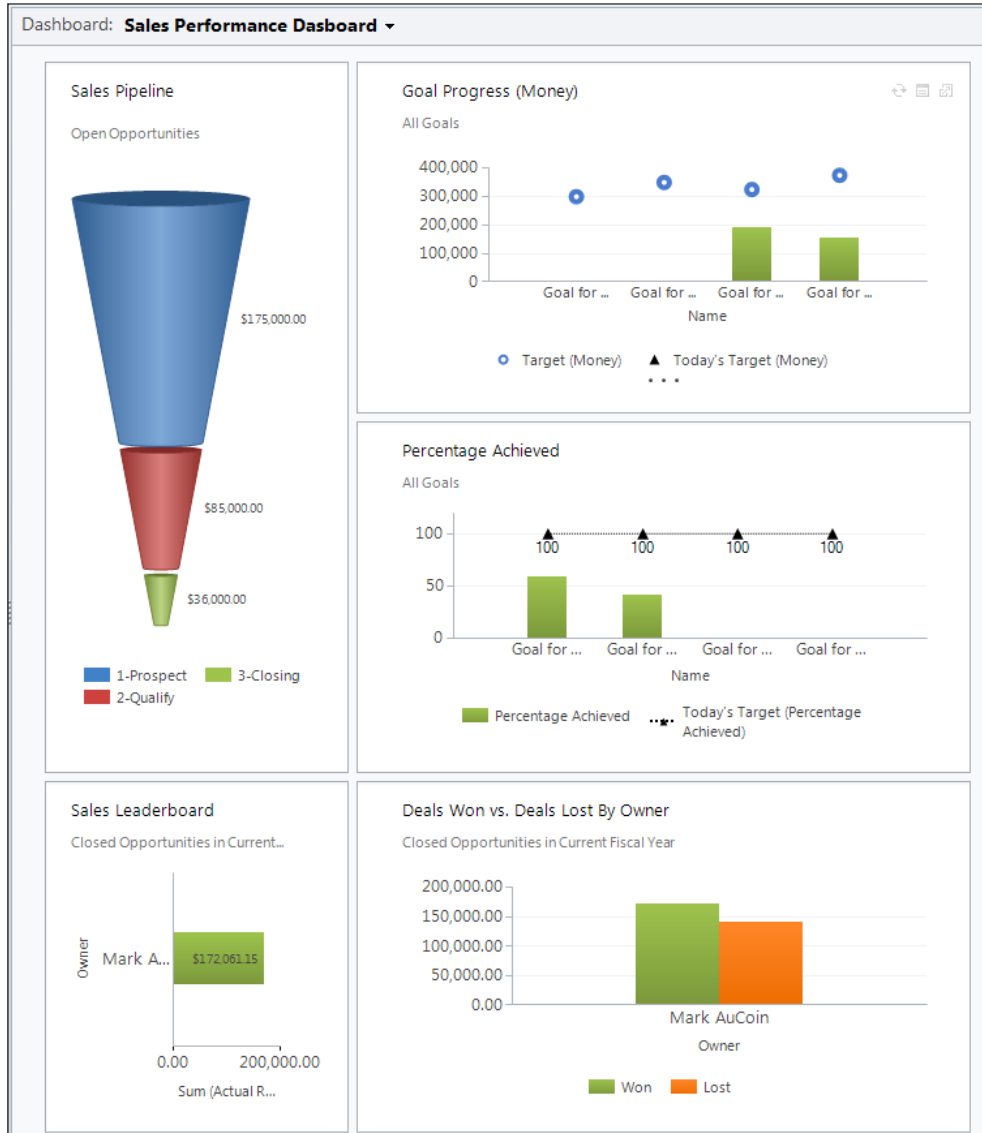 Dashboard: Sales Performance Dasboard
Sales Pipeline
Open Opportunities
$175,000.00
$85,000.00
$36,000.00
1-Prospect 3-Closing
2-Qualify
Goal Progress (Money)
All Goals
400,000
300,000
200,000
100,000
0
Goal for ... Goal for ... Goal for ... Goal for ...
Name
Target (Money) Today's Target (Money)
...
Percentage Achieved
All Goals
100
50
0
100 100 100 100
Goal for ... Goal for ... Goal for ... Goal for ...
Name
Percentage Achieved Today's Target (Percentage
Achieved)
Sales Leaderboard
Closed Opportunities in Current...
Owner
Mark A... $172,061.15
0.00 200,000.00
Sum (Actual R...
Deals Won vs. Deals Lost By Owner
Closed Opportunities in Current Fiscal Year
200,000.00
150,000.00
100,000.00
50,000.00
0.00
Mark AuCoin
Owner
Won Lost